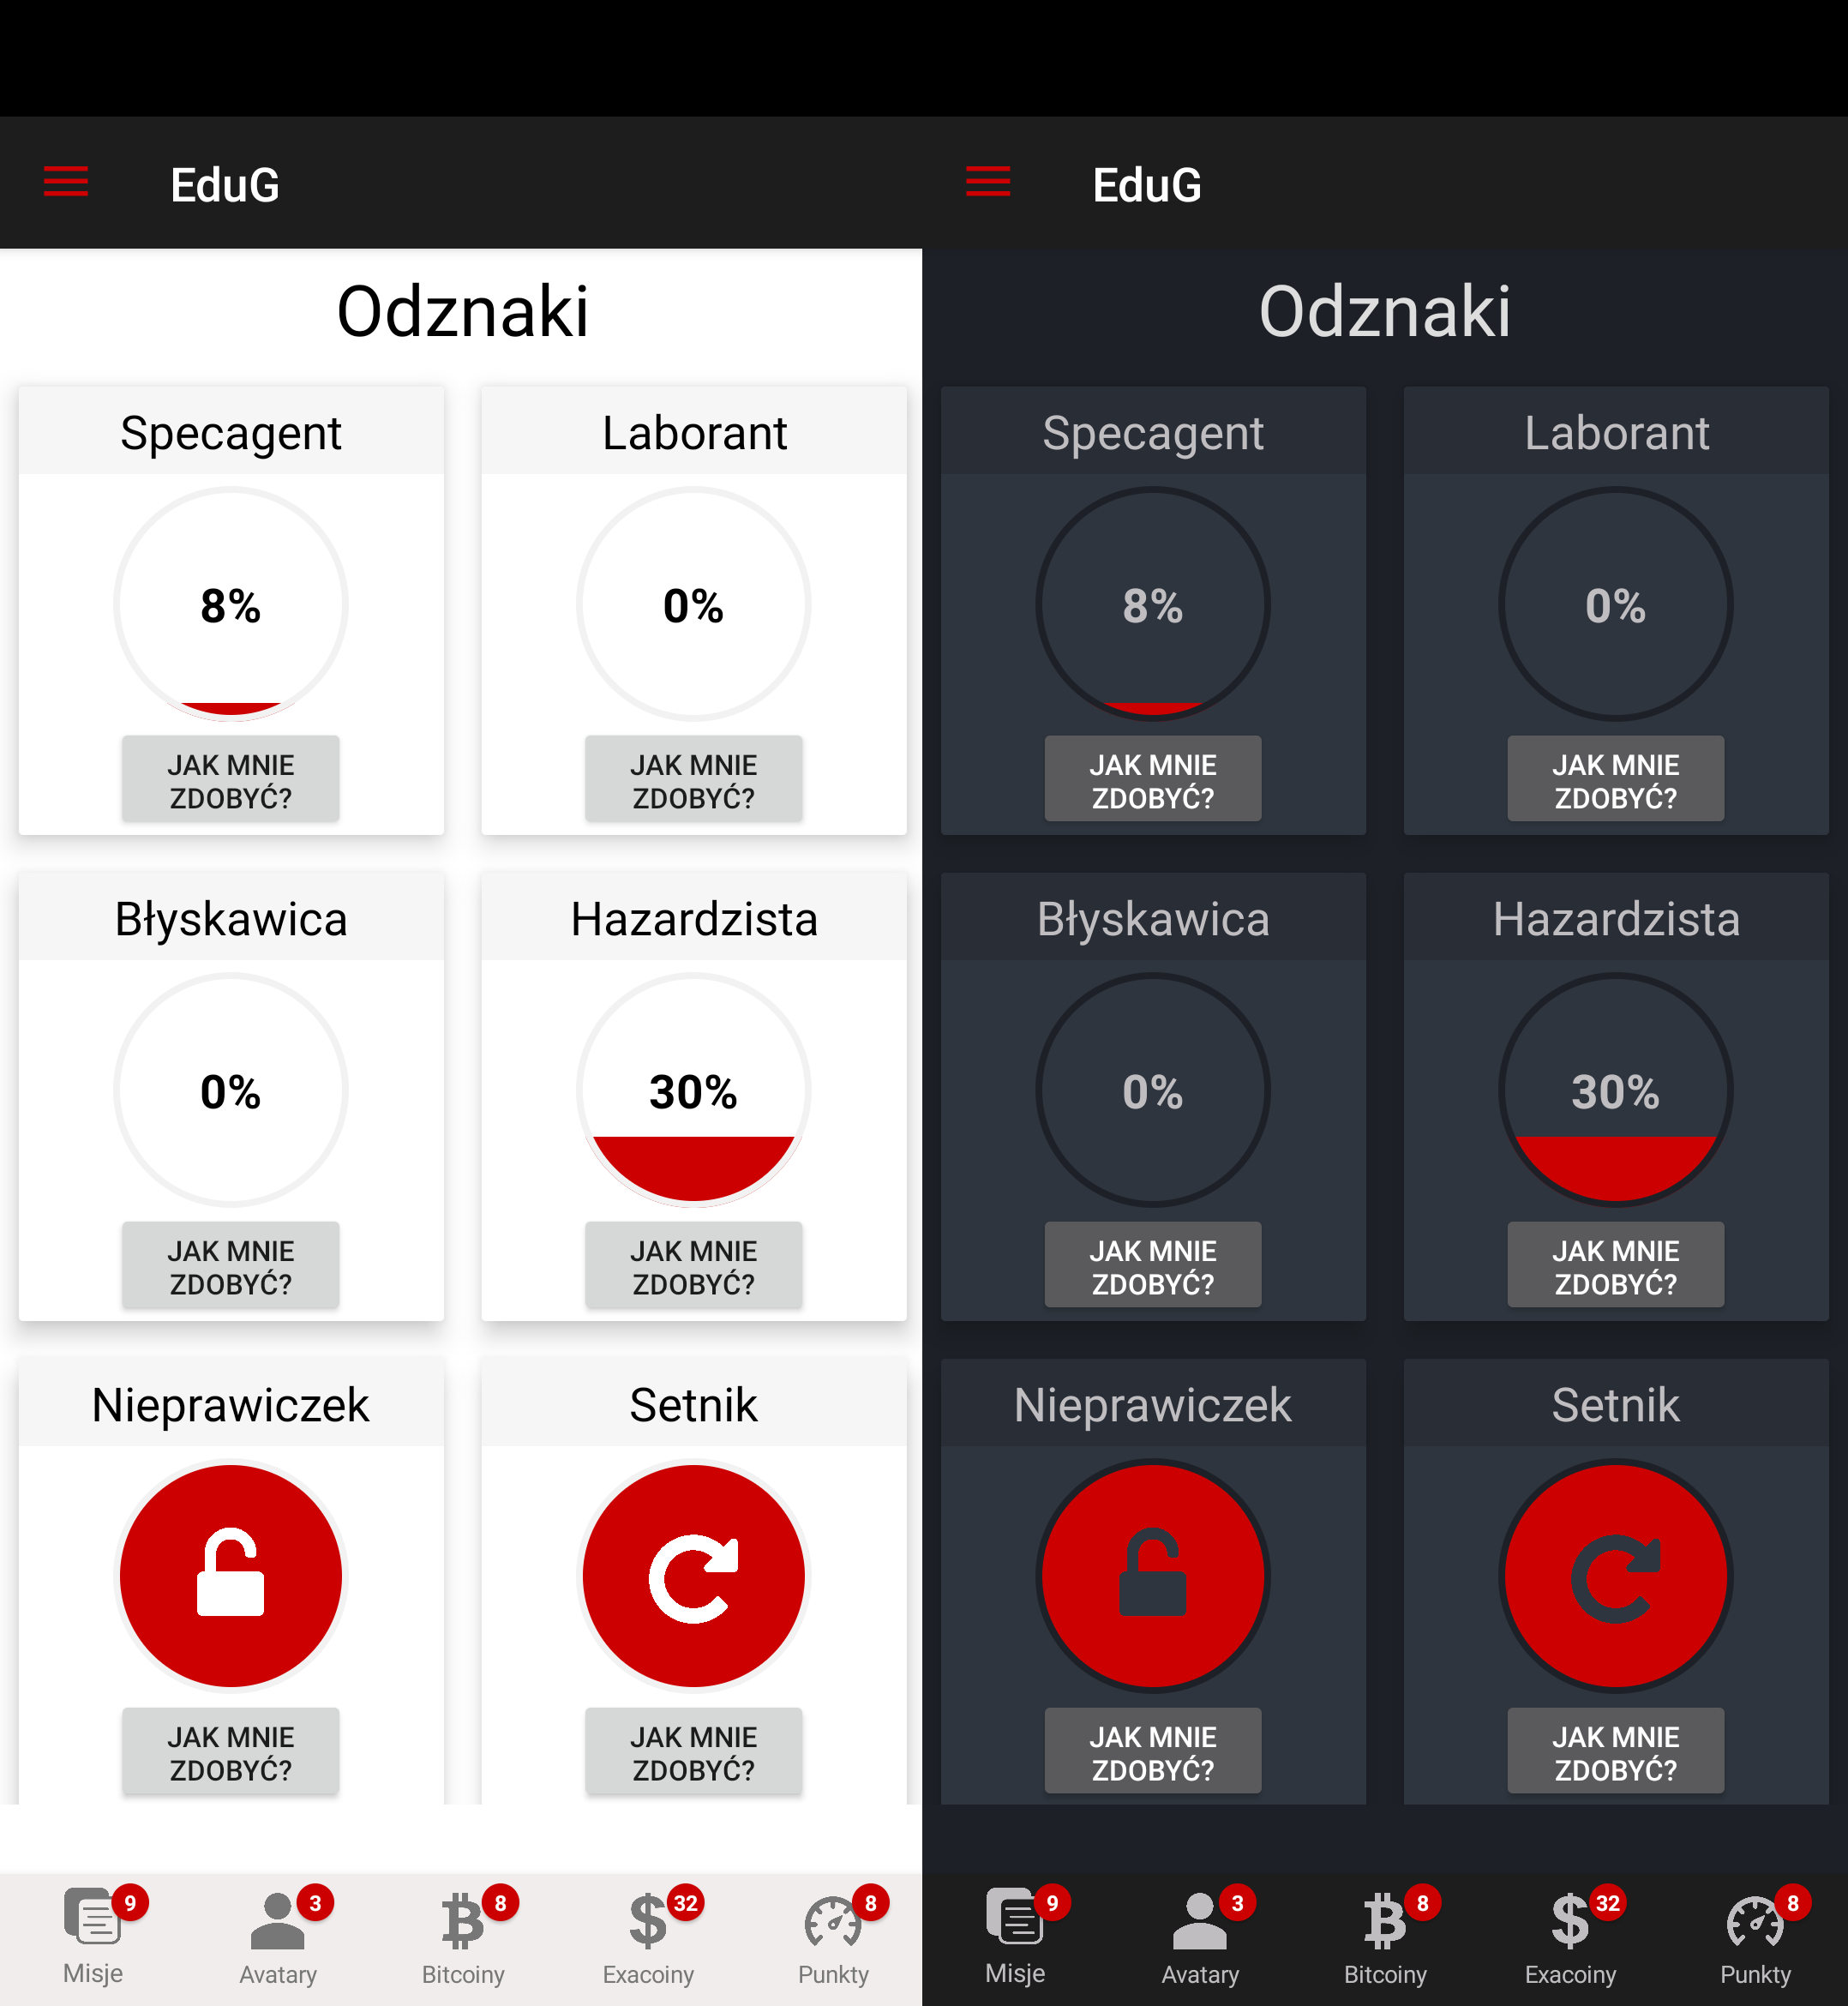 EduG
Odznaki
Specagent
Laborant
8%
0%
JAK MNIE
ZDOBYĆ?
JAK MNIE
ZDOBYĆ?
Błyskawica
Hazardzista
0%
30%
JAK MNIE
ZDOBYĆ?
JAK MNIE
ZDOBYĆ?
Nieprawiczek
Setnik
JAK MNIE
ZDOBYĆ?
JAK MNIE
ZDOBYĆ?
9
3
8
32
8
Misje
Avatary
Bitcoiny
Exacoiny
Punkty
EduG
Odznaki
Specagent
Laborant
8%
0%
JAK MNIE
ZDOBYĆ?
JAK MNIE
ZDOBYĆ?
Błyskawica
Hazardzista
0%
30%
JAK MNIE
ZDOBYĆ?
JAK MNIE
ZDOBYĆ?
Nieprawiczek
Setnik
JAK MNIE
ZDOBYĆ?
JAK MNIE
ZDOBYĆ?
9
3
8
32
8
Misje
Avatary
Bitcoiny
Exacoiny
Punkty